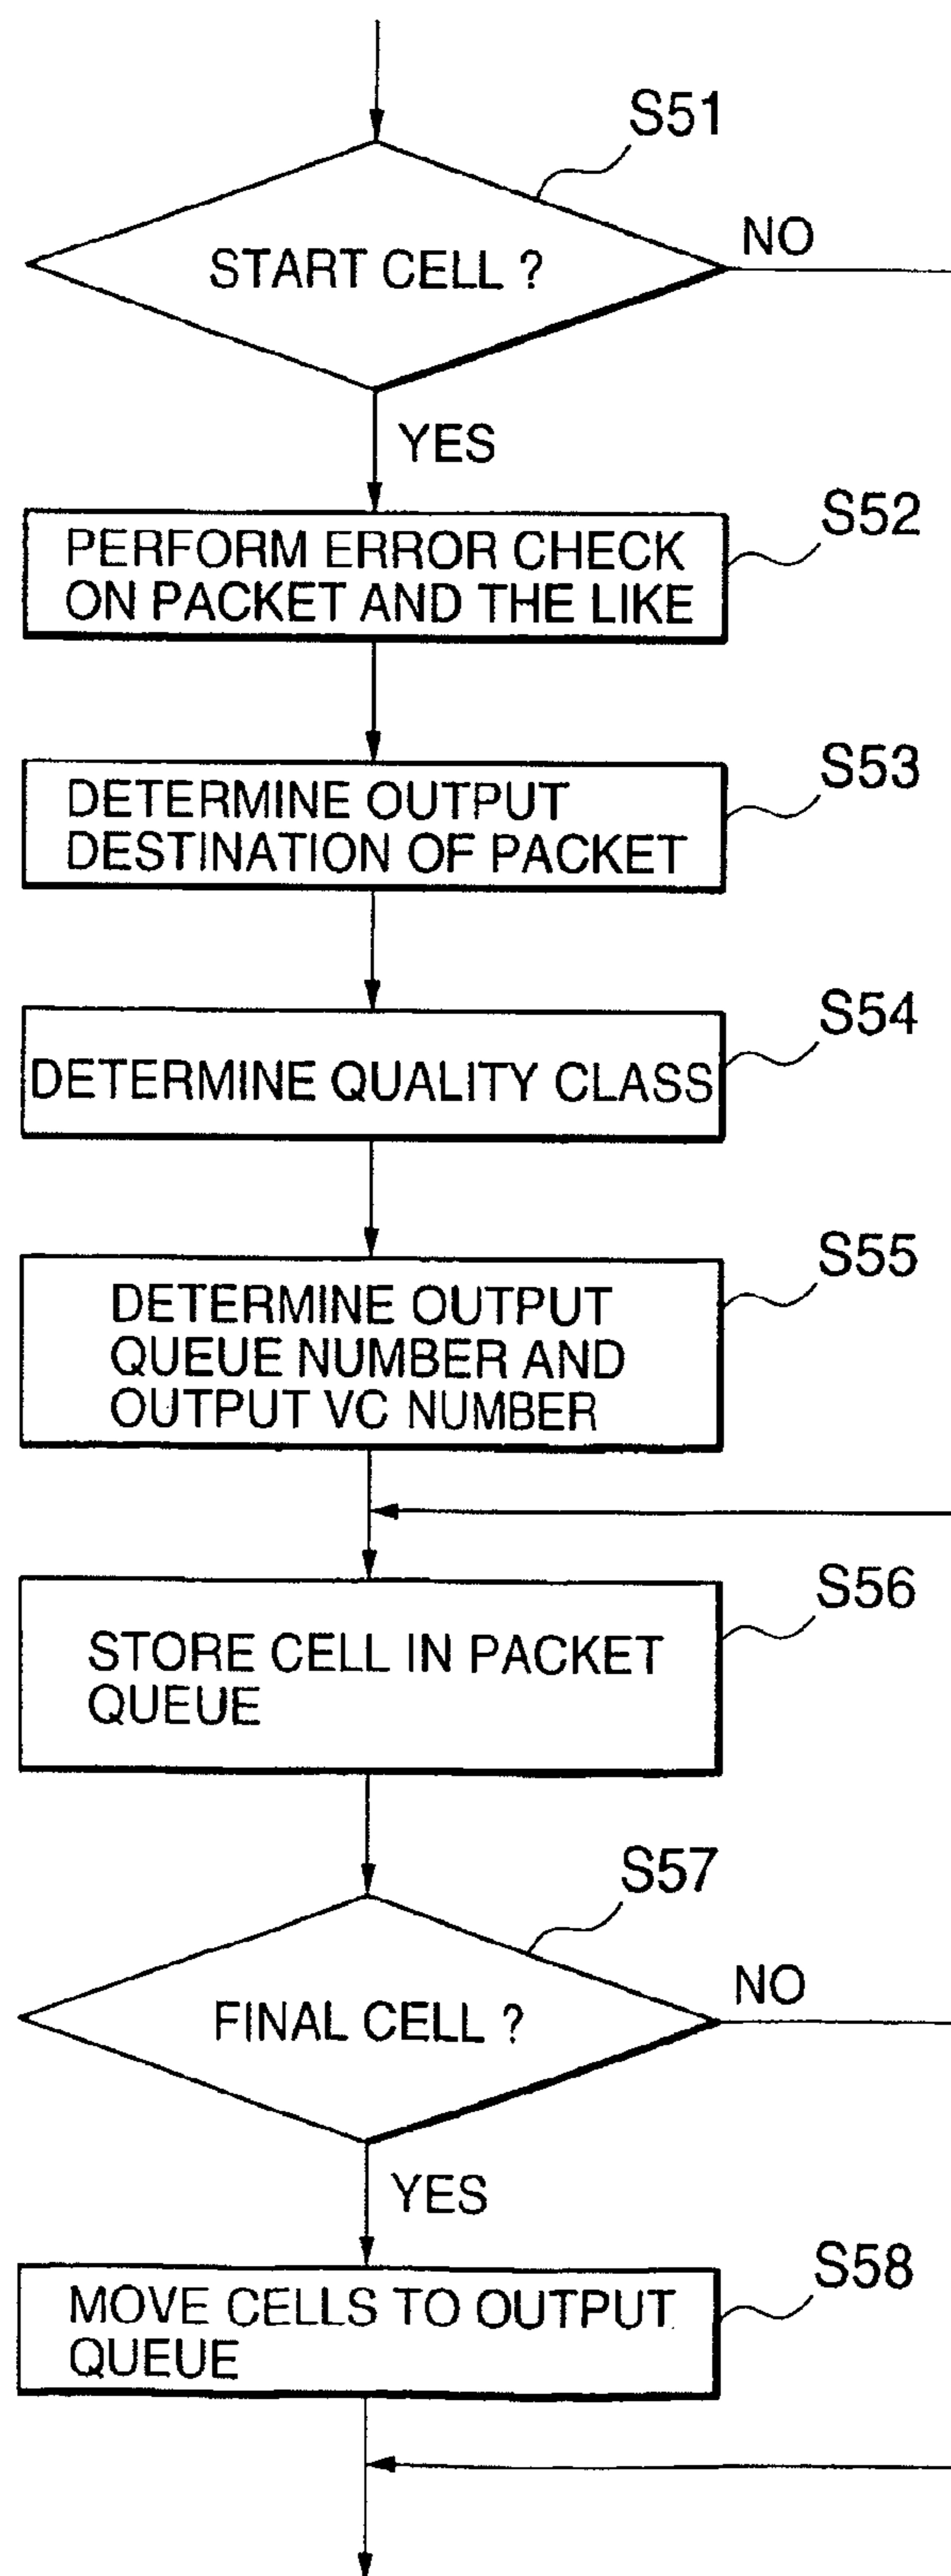 S51
START CELL ?
NO
YES
S52
PERFORM ERROR CHECK
ON PACKET AND THE LIKE
S53
DETERMINE OUTPUT
DESTINATION OF PACKET
S54
DETERMINE QUALITY CLASS
S55
DETERMINE OUTPUT
QUEUE NUMBER AND
OUTPUT VC NUMBER
S56
STORE CELL IN PACKET
QUEUE
S57
FINAL CELL ?
NO
YES
S58
MOVE CELLS TO OUTPUT
QUEUE